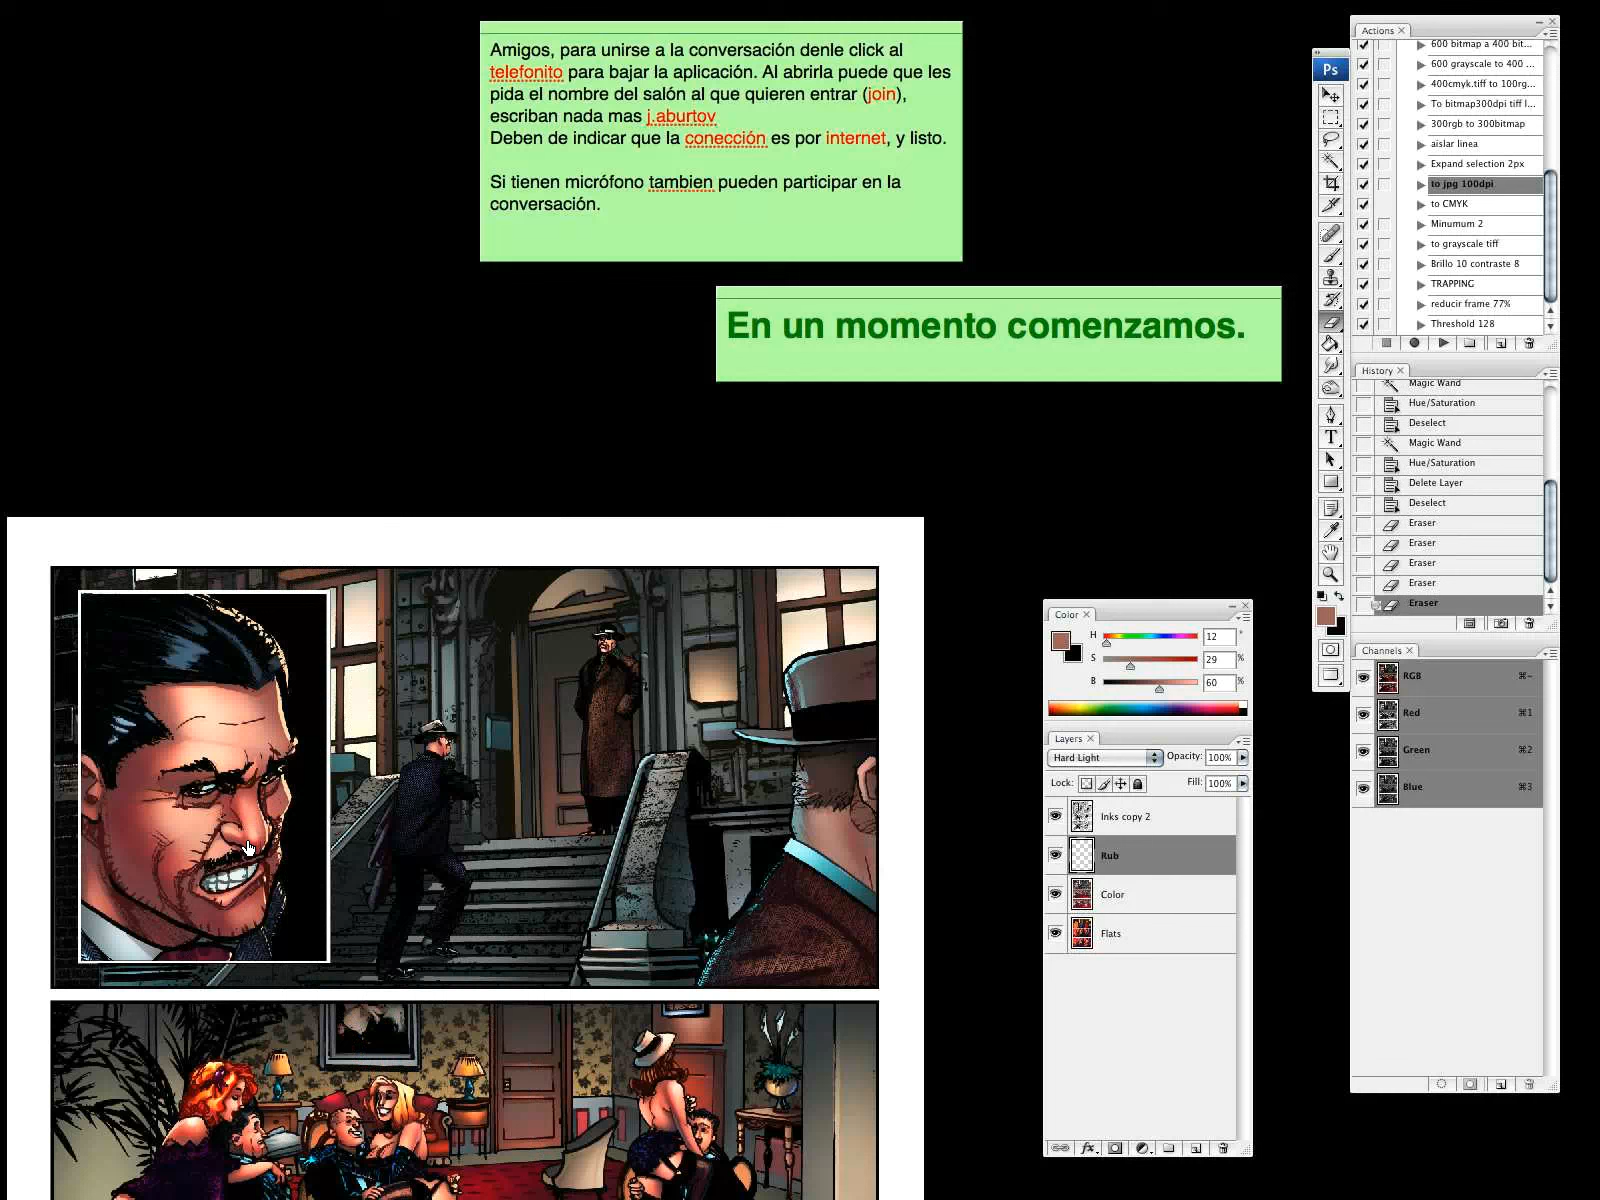 Amigos, para unirse a la conversación denle click al
telefonito para bajar la aplicación. Al abrirla puede que les
pida el nombre del salón al que quieren entrar (join),
escriban nada mas j.aburtov
Deben de indicar que la conección es por internet, y listo.
Si tienen micrófono tambien pueden participar en la
conversación.
En un momento comenzamos.
Ps
Actions
600 bitmap a 400 bit...
600 grayscale to 400 ...
400cmyk.tiff to 100rg...
To bitmap300dpi tiff l...
300rgb to 300bitmap
aislar linea
Expand selection 2px
to jpg 100dpi
to CMYK
Minumum 2
to grayscale tiff
Brillo 10 contraste 8
TRAPPING
reducir frame 77%
Threshold 128
History
Magic Wand
Hue/Saturation
Deselect
Magic Wand
Hue/Saturation
Delete Layer
Deselect
Eraser
Eraser
Eraser
Eraser
Eraser
Color
H 12 °
S 29 %
B 60 %
Layers
Hard Light Opacity: 100%
Lock: Fill: 100%
Inks copy 2
Rub
Color
Flats
Channels
RGB ⌘~
Red ⌘1
Green ⌘2
Blue ⌘3